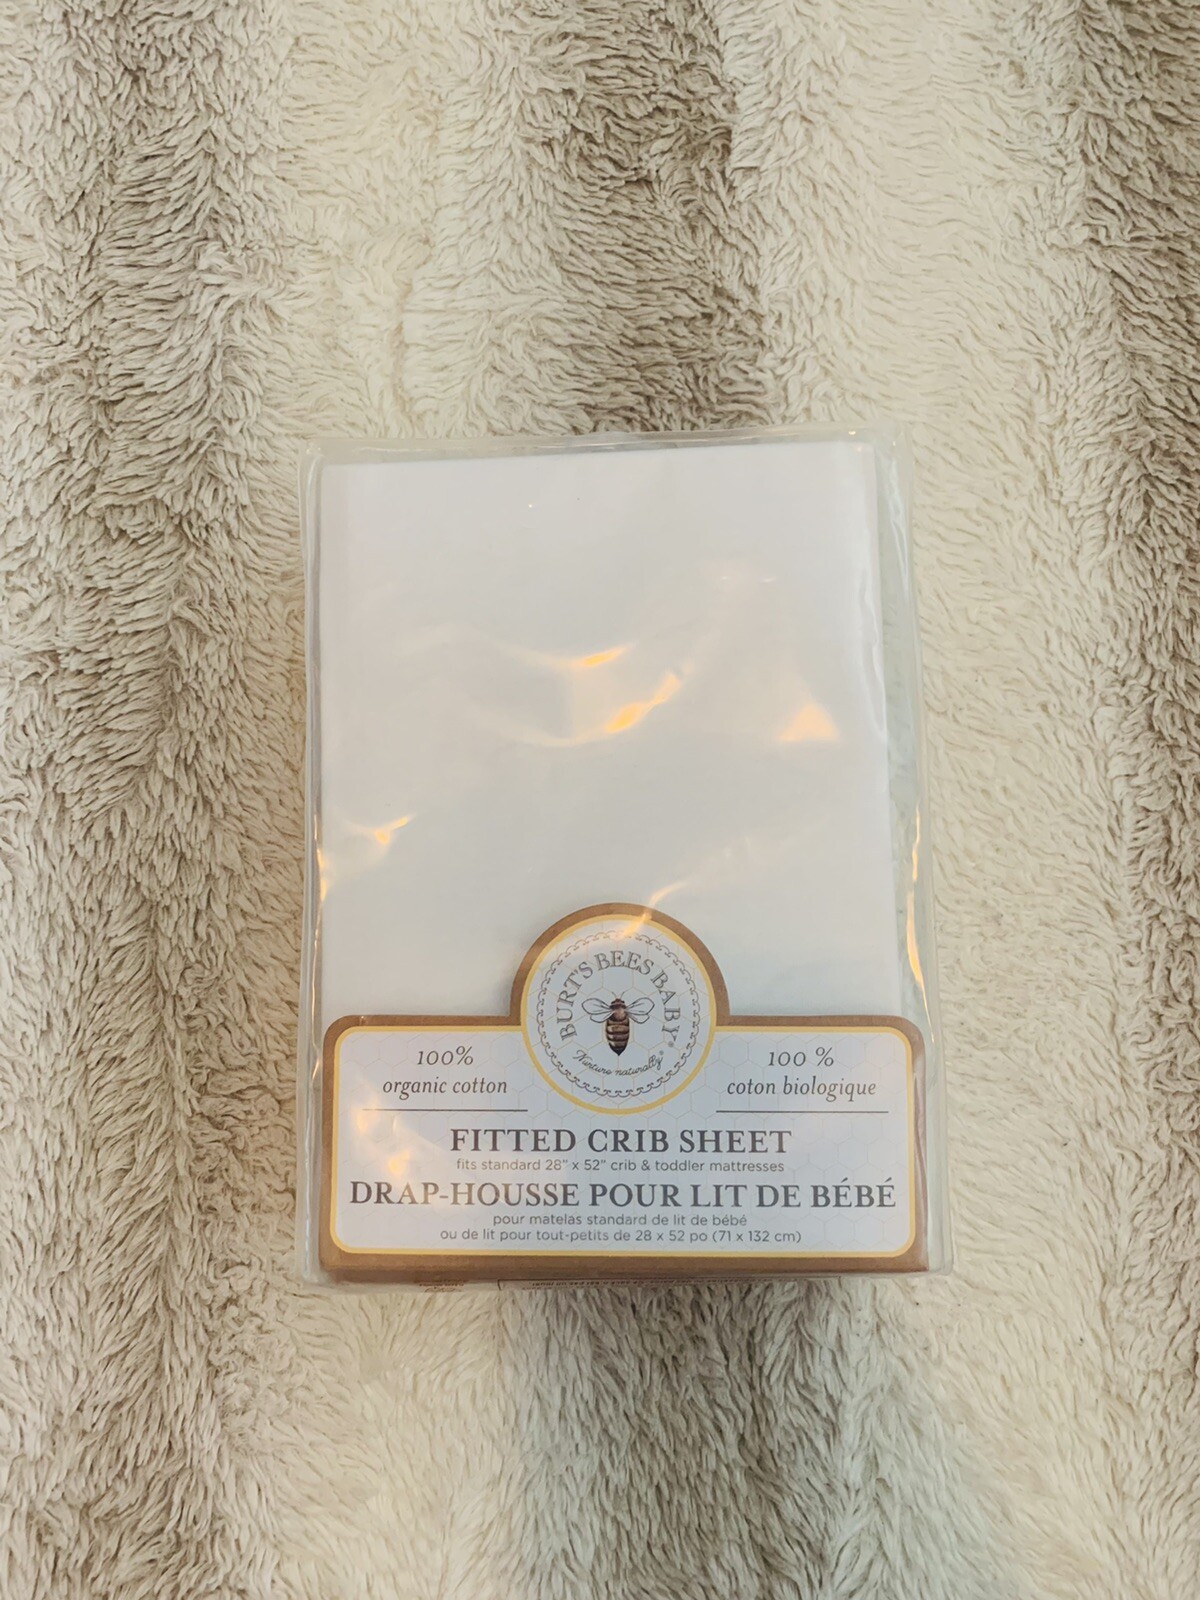 BURT'S BEES BABY®
Nurture naturally®
100%
organic cotton
100 %
coton biologique
FITTED CRIB SHEET
fits standard 28" x 52" crib & toddler mattresses
DRAP-HOUSSE POUR LIT DE BÉBÉ
pour matelas standard de lit de bébé
ou de lit pour tout-petits de 28 x 52 po (71 x 132 cm)